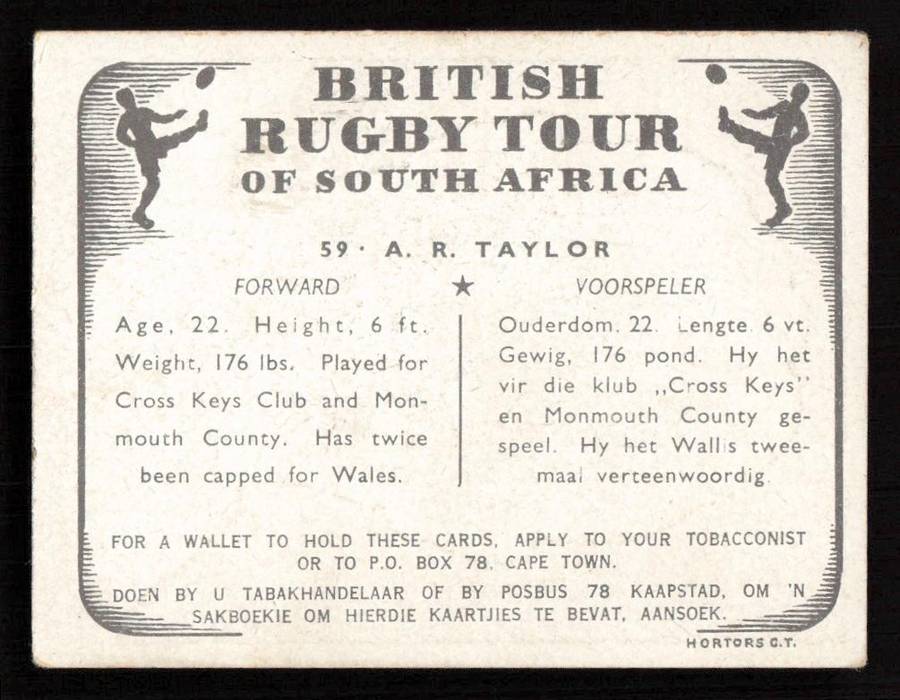 BRITISH
RUGBY TOUR
OF SOUTH AFRICA
59 · A. R. TAYLOR
FORWARD
Age, 22. Height, 6 ft.
Weight, 176 lbs. Played for
Cross Keys Club and Mon-
mouth County. Has twice
been capped for Wales.
★
VOORSPELER
Ouderdom. 22. Lengte. 6 vt.
Gewig, 176 pond. Hy het
vir die klub „Cross Keys”
en Monmouth County ge-
speel. Hy het Wallis twee-
maal verteenwoordig.
FOR A WALLET TO HOLD THESE CARDS, APPLY TO YOUR TOBACCONIST
OR TO P.O. BOX 78, CAPE TOWN.
DOEN BY U TABAKHANDELAAR OF BY POSBUS 78 KAAPSTAD, OM 'N
SAKBOEKIE OM HIERDIE KAARTJIES TE BEVAT, AANSOEK.
HORTORS C.T.